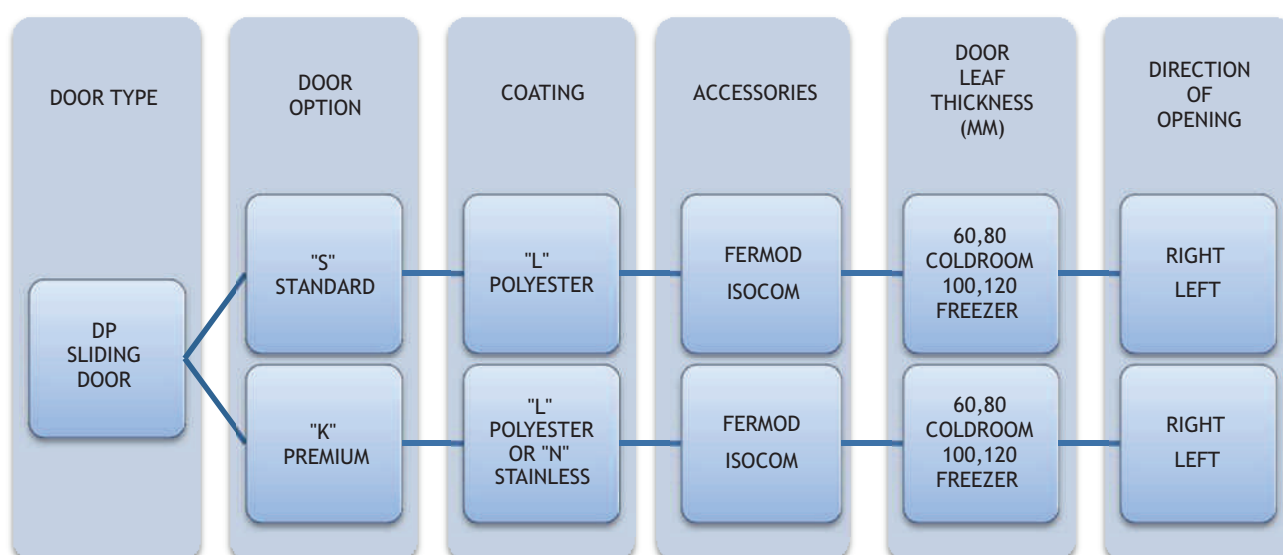 DOOR TYPE
DOOR
OPTION
COATING
ACCESSORIES
DOOR
LEAF
THICKNESS
(MM)
DIRECTION
OF
OPENING
DP
SLIDING
DOOR
"S"
STANDARD
"L"
POLYESTER
FERMOD
ISOCOM
60,80
COLDROOM
100,120
FREEZER
RIGHT
LEFT
"K"
PREMIUM
"L"
POLYESTER
OR "N"
STAINLESS
FERMOD
ISOCOM
60,80
COLDROOM
100,120
FREEZER
RIGHT
LEFT